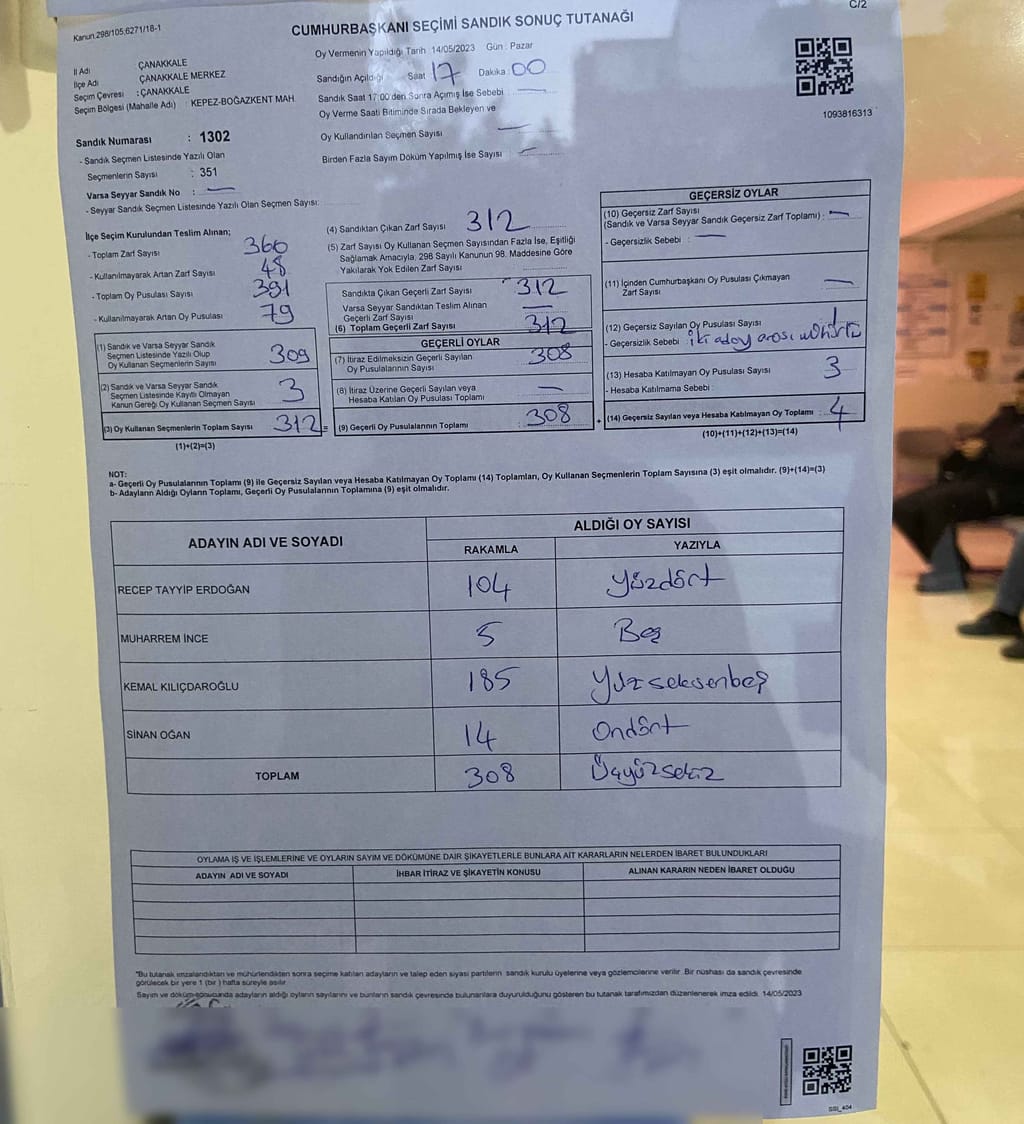 C/2
Kanun 298/105:6271/18-1
CUMHURBAŞKANI SEÇİMİ SANDIK SONUÇ TUTANAĞI
İl Adı ÇANAKKALE
İlçe Adı ÇANAKKALE MERKEZ
Seçim Çevresi : ÇANAKKALE
Seçim Bölgesi (Mahalle Adı) : KEPEZ-BOĞAZKENT MAH.
Sandık Numarası : 1302
- Sandık Seçmen Listesinde Yazılı Olan
Seçmenlerin Sayısı : 351
Varsa Seyyar Sandık No :
- Seyyar Sandık Seçmen Listesinde Yazılı Olan Seçmen Sayısı:
Oy Vermenin Yapıldığı Tarih 14/05/2023 Gün : Pazar
Sandığın Açıldığı Saat 17 Dakika : 00
Sandık Saat 17:00'den Sonra Açımış İse Sebebi
Oy Verme Saati Bitiminde Sırada Bekleyen ve
Oy Kullandırılan Seçmen Sayısı
Birden Fazla Sayım Döküm Yapılmış İse Sayısı
1093816313
İlçe Seçim Kurulundan Teslim Alınan;
- Toplam Zarf Sayısı 360
- Kullanılmayarak Artan Zarf Sayısı 48
- Toplam Oy Pusulası Sayısı 391
- Kullanılmayarak Artan Oy Pusulası 79
(1) Sandık ve Varsa Seyyar Sandık
Seçmen Listesinde Yazılı Olup
Oy Kullanan Seçmenlerin Sayısı 309
(2) Sandık ve Varsa Seyyar Sandık
Seçmen Listesinde Kayıtlı Olmayan
Kanun Gereği Oy Kullanan Seçmen Sayısı 3
(3) Oy Kullanan Seçmenlerin Toplam Sayısı 312 =
(1)+(2)=(3)
(4) Sandıktan Çıkan Zarf Sayısı 312
(5) Zarf Sayısı Oy Kullanan Seçmen Sayısından Fazla İse, Eşitliği
Sağlamak Amacıyla, 298 Sayılı Kanunun 98. Maddesine Göre
Yakılarak Yok Edilen Zarf Sayısı
Sandıkta Çıkan Geçerli Zarf Sayısı 312
Varsa Seyyar Sandıktan Teslim Alınan
Geçerli Zarf Sayısı
(6) Toplam Geçerli Zarf Sayısı 312
GEÇERLİ OYLAR
(7) İtiraz Edilmeksizin Geçerli Sayılan
Oy Pusulalarının Sayısı 308
(8) İtiraz Üzerine Geçerli Sayılan veya
Hesaba Katılan Oy Pusulası Toplamı
(9) Geçerli Oy Pusulalarının Toplamı 308 +
GEÇERSİZ OYLAR
(10) Geçersiz Zarf Sayısı
(Sandık ve Varsa Seyyar Sandık Geçersiz Zarf Toplamı) :
- Geçersizlik Sebebi :
(11) İçinden Cumhurbaşkanı Oy Pusulası Çıkmayan
Zarf Sayısı
(12) Geçersiz Sayılan Oy Pusulası Sayısı 1
- Geçersizlik Sebebi iki aday arası mühürlü
(13) Hesaba Katılmayan Oy Pusulası Sayısı 3
- Hesaba Katılmama Sebebi :
(14) Geçersiz Sayılan veya Hesaba Katılmayan Oy Toplamı : 4
(10)+(11)+(12)+(13)=(14)
NOT:
a- Geçerli Oy Pusulalarının Toplamı (9) ile Geçersiz Sayılan veya Hesaba Katılmayan Oy Toplamı (14) Toplamları, Oy Kullanan Seçmenlerin Toplam Sayısına (3) eşit olmalıdır. (9)+(14)=(3)
b- Adayların Aldığı Oyların Toplamı, Geçerli Oy Pusulalarının Toplamına (9) eşit olmalıdır.
ADAYIN ADI VE SOYADI
ALDIĞI OY SAYISI
RAKAMLA YAZIYLA
RECEP TAYYİP ERDOĞAN 104 Yüzdört
MUHARREM İNCE 5 Beş
KEMAL KILIÇDAROĞLU 185 Yuzseksenbeş
SİNAN OĞAN 14 Ondört
TOPLAM 308 Üçyüzsekiz
OYLAMA İŞ VE İŞLEMLERİNE VE OYLARIN SAYIM VE DÖKÜMÜNE DAİR ŞİKAYETLERLE BUNLARA AİT KARARLARIN NELERDEN İBARET BULUNDUKLARI
ADAYIN ADI VE SOYADI İHBAR İTİRAZ VE ŞİKAYETİN KONUSU ALINAN KARARIN NEDEN İBARET OLDUĞU
"Bu tutanak imzalandıktan ve mühürlendikten sonra seçime katılan adayların ve talep eden siyasi partilerin sandık kurulu üyelerine veya gözlemcilerine verilir. Bir nüshası da sandık çevresinde
görülecek bir yere 1 (bir) hafta süreyle asılır.
Sayım ve döküm sonucunda adayların aldığı oyların sayılarını ve bunların sandık çevresinde bulunanlara duyurulduğunu gösteren bu tutanak tarafımızdan düzenlenerek imza edildi. 14/05/2023
SSI_404